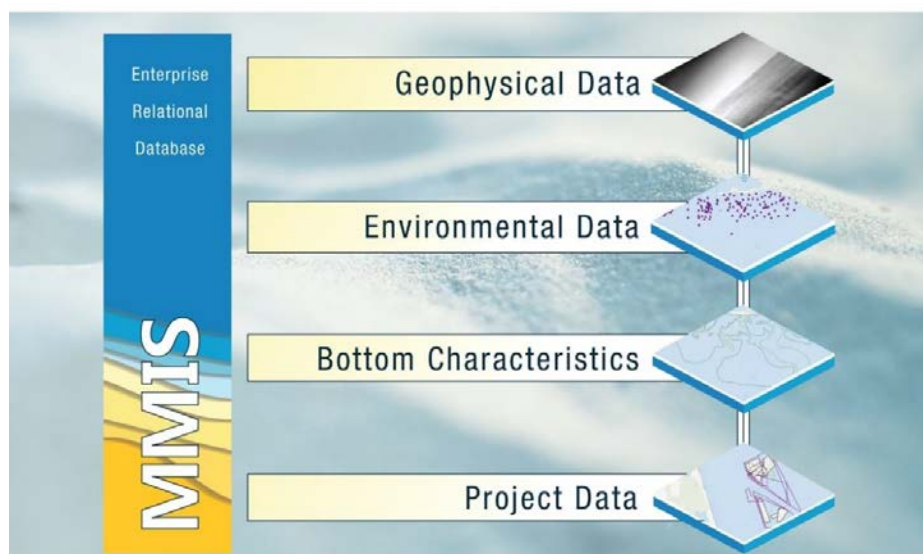 Enterprise
Relational
Database
MMIS
Geophysical Data
Environmental Data
Bottom Characteristics
Project Data